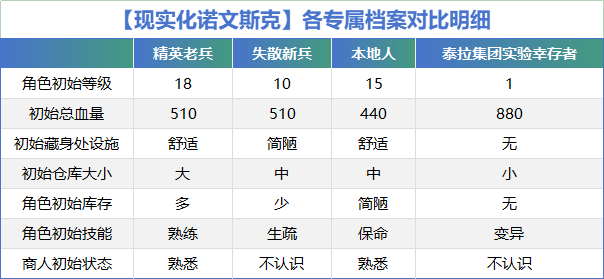 【现实化诺文斯克】各专属档案对比明细
精英老兵 失散新兵 本地人 泰拉集团实验幸存者
角色初始等级 18 10 15 1
初始总血量 510 510 440 880
初始藏身处设施 舒适 简陋 舒适 无
初始仓库大小 大 中 中 小
角色初始库存 多 少 简陋 无
角色初始技能 熟练 生疏 保命 变异
商人初始状态 熟悉 不认识 熟悉 不认识